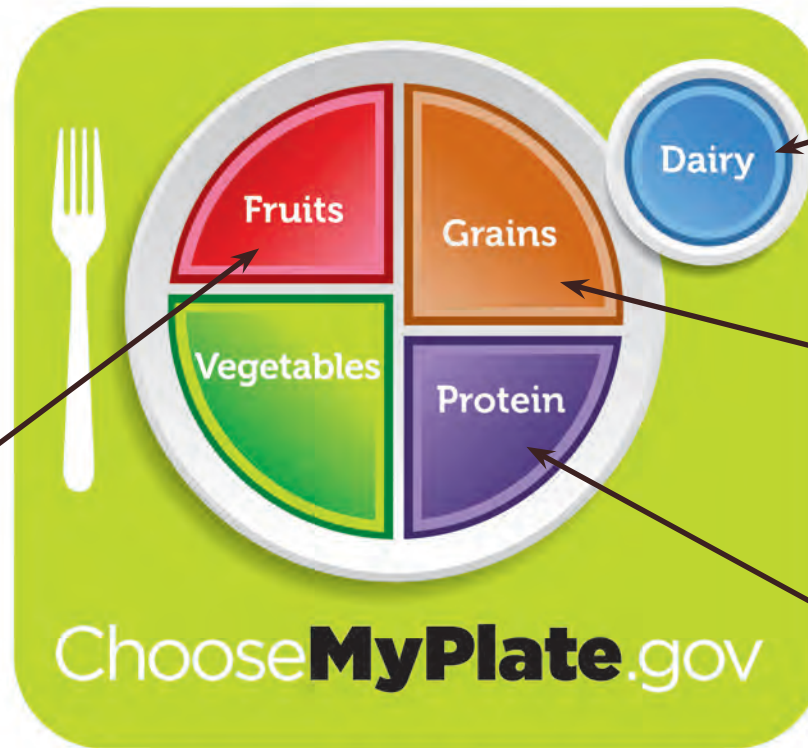 Fruits
Grains
Dairy
Vegetables
Protein
ChooseMyPlate.gov